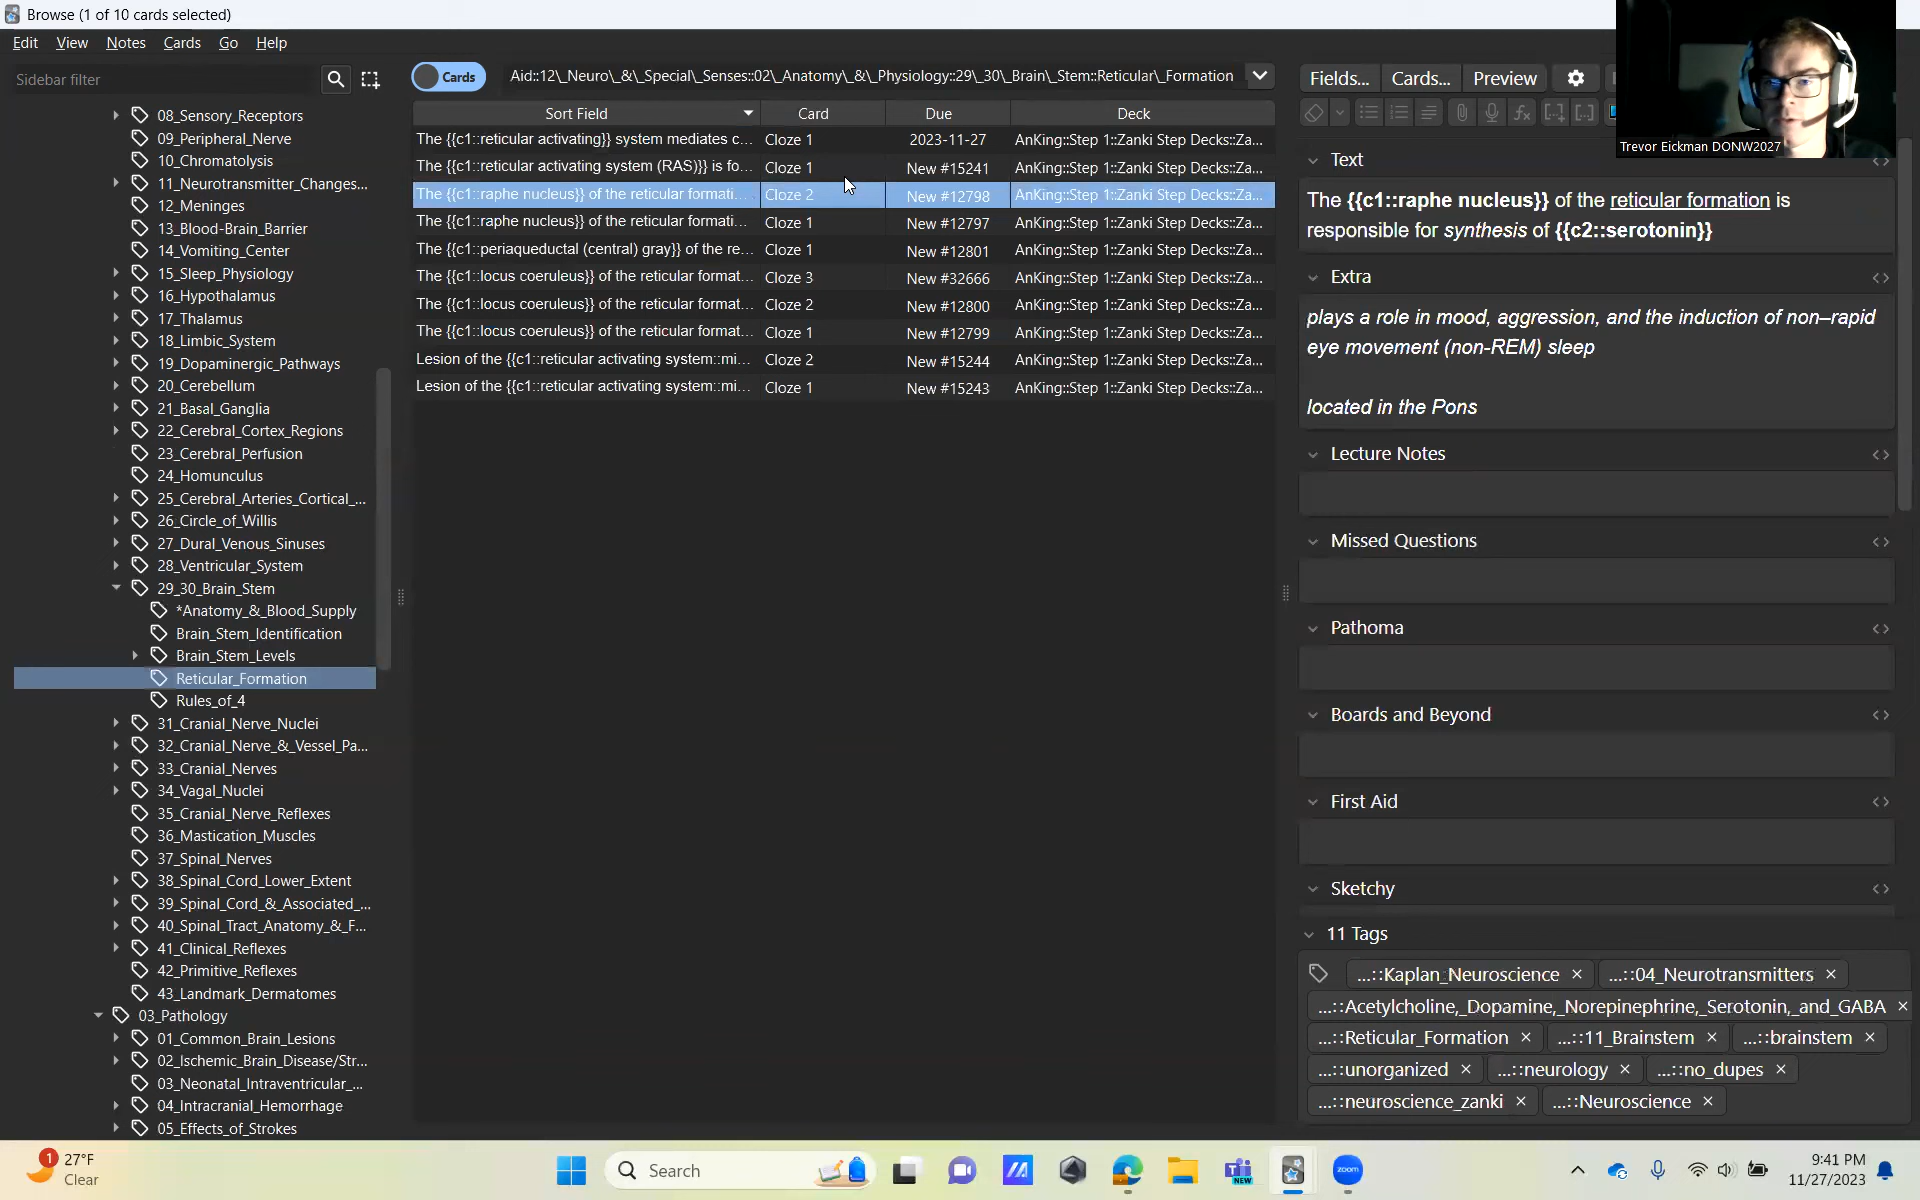 Browse (1 of 10 cards selected)
Edit View Notes Cards Go Help
Sidebar filter
08_Sensory_Receptors
09_Peripheral_Nerve
10_Chromatolysis
11_Neurotransmitter_Changes...
12_Meninges
13_Blood-Brain_Barrier
14_Vomiting_Center
15_Sleep_Physiology
16_Hypothalamus
17_Thalamus
18_Limbic_System
19_Dopaminergic_Pathways
20_Cerebellum
21_Basal_Ganglia
22_Cerebral_Cortex_Regions
23_Cerebral_Perfusion
24_Homunculus
25_Cerebral_Arteries_Cortical_...
26_Circle_of_Willis
27_Dural_Venous_Sinuses
28_Ventricular_System
29_30_Brain_Stem
*Anatomy_&_Blood_Supply
Brain_Stem_Identification
Brain_Stem_Levels
Reticular_Formation
Rules_of_4
31_Cranial_Nerve_Nuclei
32_Cranial_Nerve_&_Vessel_Pa...
33_Cranial_Nerves
34_Vagal_Nuclei
35_Cranial_Nerve_Reflexes
36_Mastication_Muscles
37_Spinal_Nerves
38_Spinal_Cord_Lower_Extent
39_Spinal_Cord_&_Associated_...
40_Spinal_Tract_Anatomy_&_F...
41_Clinical_Reflexes
42_Primitive_Reflexes
43_Landmark_Dermatomes
03_Pathology
01_Common_Brain_Lesions
02_Ischemic_Brain_Disease/Str...
03_Neonatal_Intraventricular_...
04_Intracranial_Hemorrhage
05_Effects_of_Strokes
Cards Aid::12\_Neuro\_&\_Special\_Senses::02\_Anatomy\_&\_Physiology::29\_30\_Brain\_Stem::Reticular\_Formation
Sort Field Card Due Deck
The {{c1::reticular activating}} system mediates c... Cloze 1 2023-11-27 AnKing::Step 1::Zanki Step Decks::Za...
The {{c1::reticular activating system (RAS)}} is fo... Cloze 1 New #15241 AnKing::Step 1::Zanki Step Decks::Za...
The {{c1::raphe nucleus}} of the reticular formati... Cloze 2 New #12798 AnKing::Step 1::Zanki Step Decks::Za...
The {{c1::raphe nucleus}} of the reticular formati... Cloze 1 New #12797 AnKing::Step 1::Zanki Step Decks::Za...
The {{c1::periaqueductal (central) gray}} of the re... Cloze 1 New #12801 AnKing::Step 1::Zanki Step Decks::Za...
The {{c1::locus coeruleus}} of the reticular format... Cloze 3 New #32666 AnKing::Step 1::Zanki Step Decks::Za...
The {{c1::locus coeruleus}} of the reticular format... Cloze 2 New #12800 AnKing::Step 1::Zanki Step Decks::Za...
The {{c1::locus coeruleus}} of the reticular format... Cloze 1 New #12799 AnKing::Step 1::Zanki Step Decks::Za...
Lesion of the {{c1::reticular activating system::mi... Cloze 2 New #15244 AnKing::Step 1::Zanki Step Decks::Za...
Lesion of the {{c1::reticular activating system::mi... Cloze 1 New #15243 AnKing::Step 1::Zanki Step Decks::Za...
Fields... Cards... Preview
Trevor Eickman DONW2027
Text
The {{c1::raphe nucleus}} of the reticular formation is
responsible for synthesis of {{c2::serotonin}}
Extra
plays a role in mood, aggression, and the induction of non–rapid
eye movement (non-REM) sleep
located in the Pons
Lecture Notes
Missed Questions
Pathoma
Boards and Beyond
First Aid
Sketchy
11 Tags
...::Kaplan_Neuroscience × ...::04_Neurotransmitters ×
...::Acetylcholine,_Dopamine,_Norepinephrine,_Serotonin,_and_GABA ×
...::Reticular_Formation × ...::11_Brainstem × ...::brainstem ×
...::unorganized × ...::neurology × ...::no_dupes ×
...::neuroscience_zanki × ...::Neuroscience ×
1
27°F
Clear
Search
NEW
zoom
9:41 PM
11/27/2023